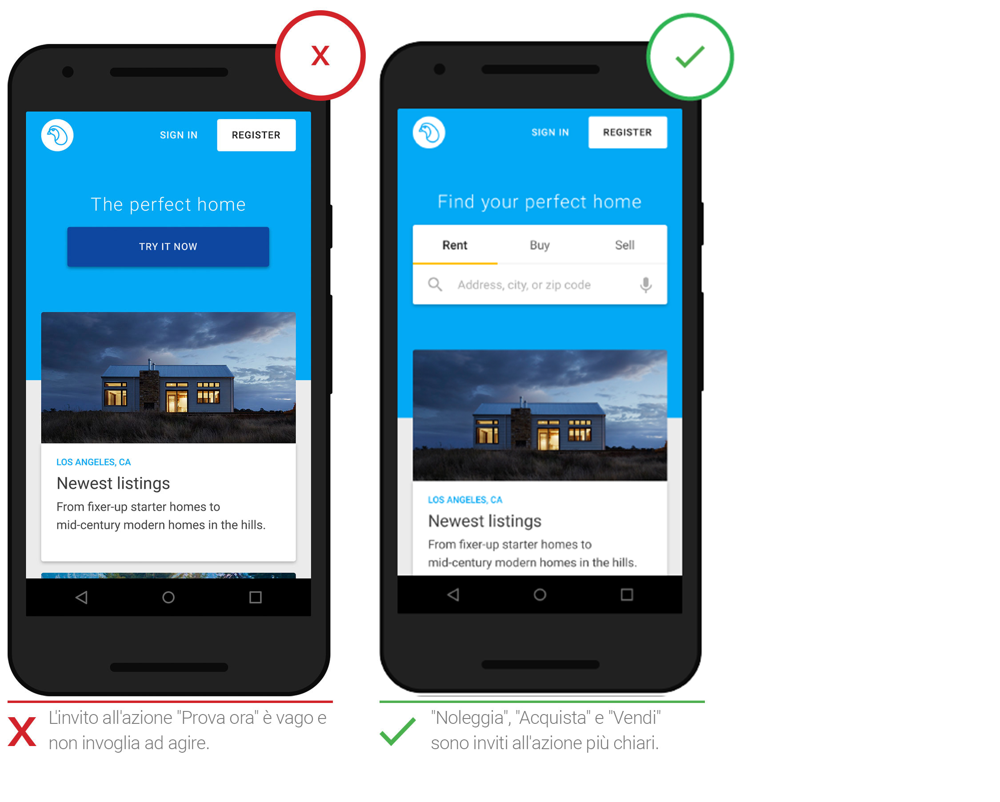 X
SIGN IN
REGISTER
The perfect home
TRY IT NOW
LOS ANGELES, CA
Newest listings
From fixer-up starter homes to
mid-century modern homes in the hills.
X
L'invito all'azione "Prova ora" è vago e
non invoglia ad agire.
SIGN IN
REGISTER
Find your perfect home
Rent
Buy
Sell
Address, city, or zip code
LOS ANGELES, CA
Newest listings
From fixer-up starter homes to
mid-century modern homes in the hills.
"Noleggia", "Acquista" e "Vendi"
sono inviti all'azione più chiari.